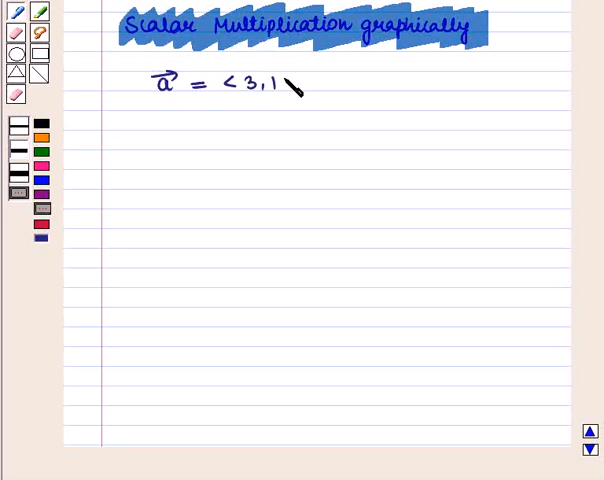 Scalar Multiplication graphically
a⃗ = < 3, 1